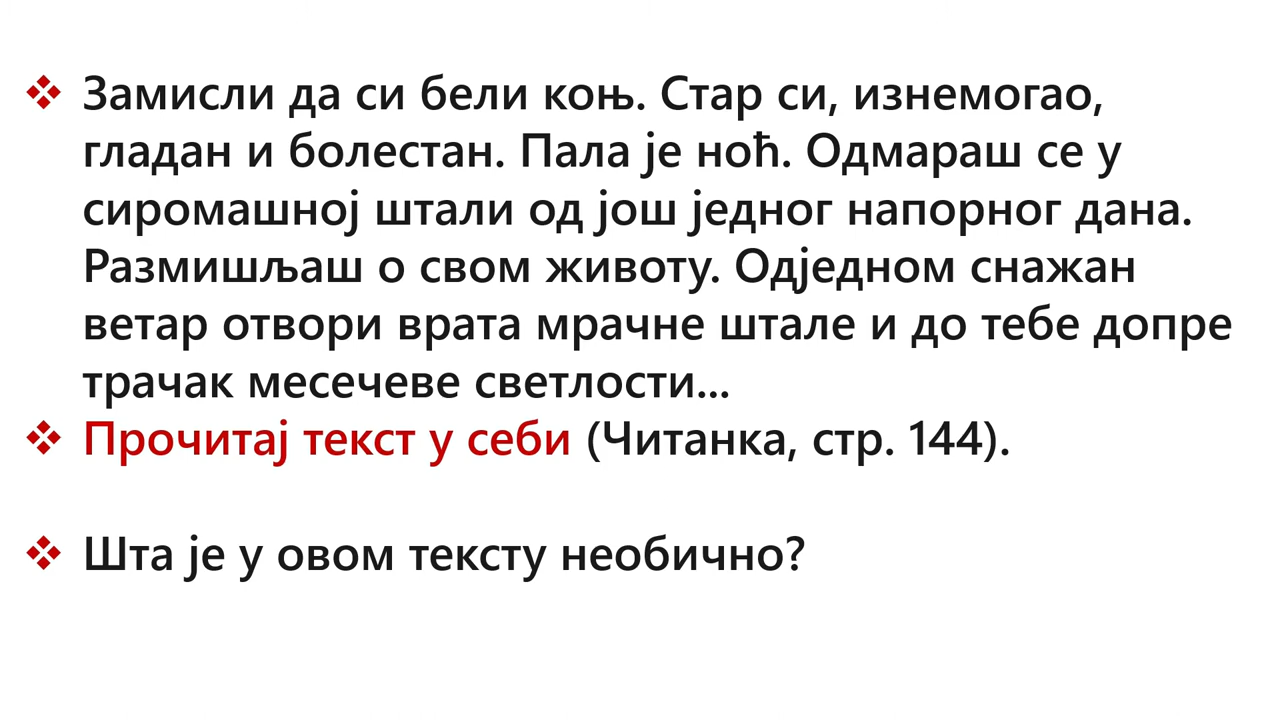 ❖ Замисли да си бели коњ. Стар си, изнемогао,
гладан и болестан. Пала је ноћ. Одмараш се у
сиромашној штали од још једног напорног дана.
Размишљаш о свом животу. Одједном снажан
ветар отвори врата мрачне штале и до тебе допре
трачак месечеве светлости...
❖ Прочитај текст у себи (Читанка, стр. 144).
❖ Шта је у овом тексту необично?